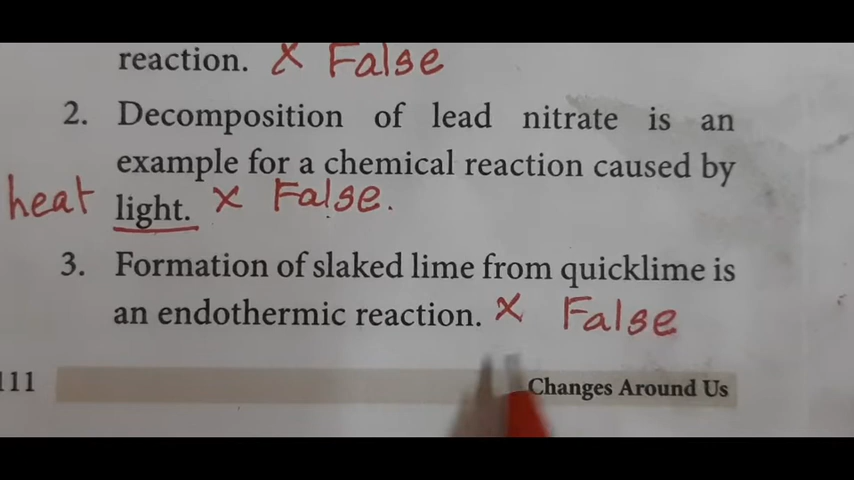 reaction. x False
2. Decomposition of lead nitrate is an
example for a chemical reaction caused by
heat light. x False.
3. Formation of slaked lime from quicklime is
an endothermic reaction. x False
111 Changes Around Us